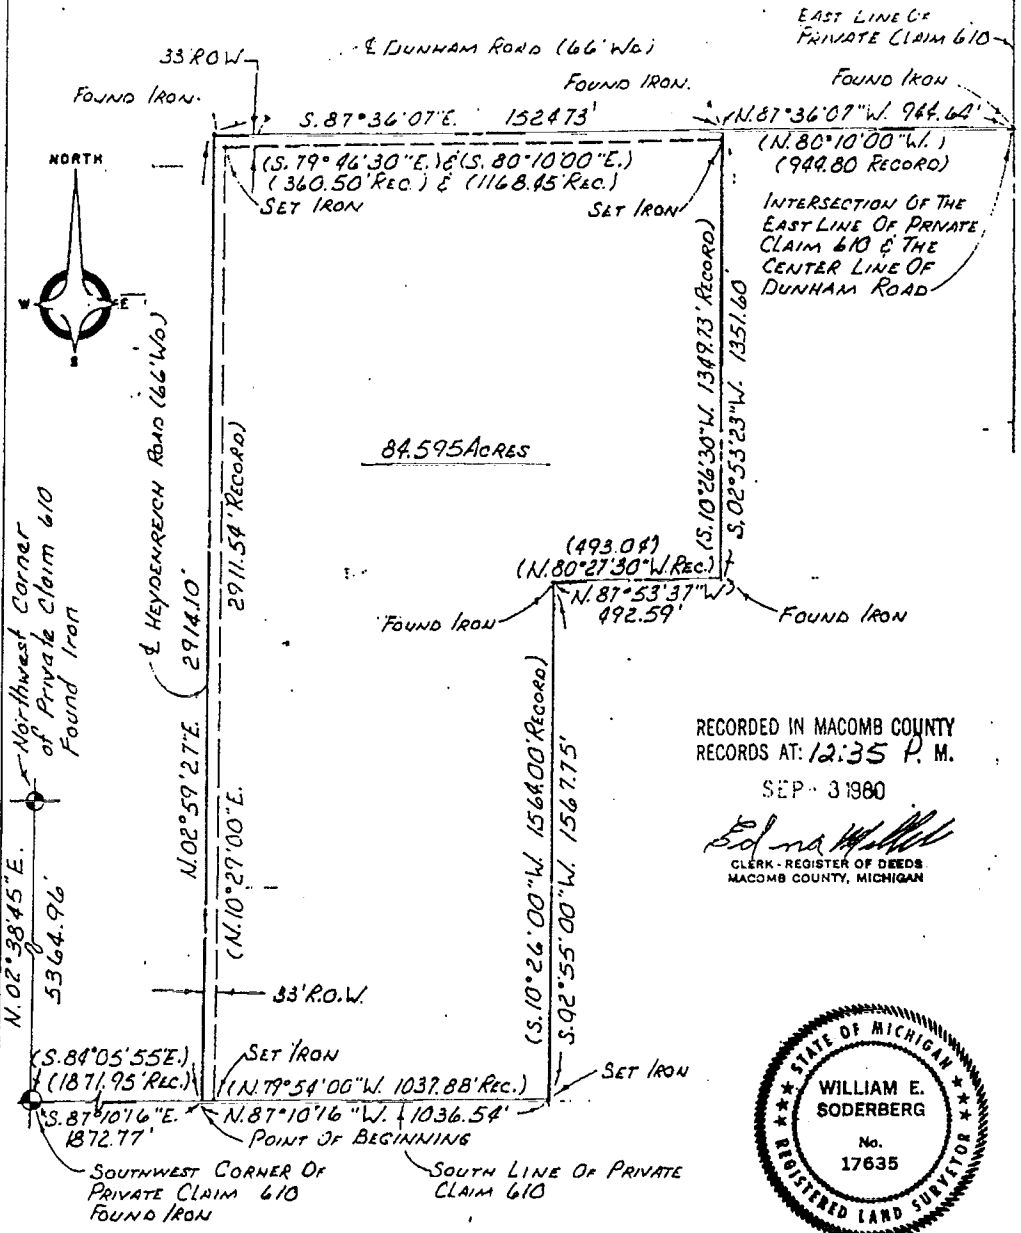 EAST LINE OF
PRIVATE CLAIM 610
33' R.O.W.
℄ DUNHAM ROAD (66' WD)
FOUND IRON.
FOUND IRON.
FOUND IRON
S. 87°36'07"E. 1524.73'
N. 87°36'07"W. 944.64'
(S. 79°46'30"E.) & (S. 80°10'00"E.)
(360.50' REC.) & (1168.45' REC.)
(N. 80°10'00"W.)
(944.80 RECORD)
SET IRON
SET IRON
INTERSECTION OF THE
EAST LINE OF PRIVATE
CLAIM 610 & THE
CENTER LINE OF
DUNHAM ROAD
NORTH
W
E
S
℄ HEYDENREICH ROAD (66' WD)
N. 02°59'27"E. 2914.10'
2911.54' RECORD)
(N. 10°27'00"E.
(S. 10°26'30"W. 1349.73' RECORD)
S. 02°53'23"W. 1351.60'
84.595 ACRES
(493.04)
(N. 80°27'30"W. REC.)
N. 87°53'37"W
492.59'
FOUND IRON
FOUND IRON
Northwest Corner
of Private Claim 610
Found Iron
N. 02°38'45"E.
5364.96'
(S. 10°26'00"W. 1564.00' RECORD)
S. 02°55'00"W. 1567.75'
RECORDED IN MACOMB COUNTY
RECORDS AT: 12:35 P. M.
SEP - 3 1980
Edna Miller
CLERK - REGISTER OF DEEDS
MACOMB COUNTY, MICHIGAN
33' R.O.W.
(S. 84°05'55"E.)
(1871.95' REC.)
S. 87°10'16"E.
1872.77'
SET IRON
(N. 79°54'00"W. 1037.88' REC.)
N. 87°10'16"W. 1036.54'
SET IRON
POINT OF BEGINNING
SOUTHWEST CORNER OF
PRIVATE CLAIM 610
FOUND IRON
SOUTH LINE OF PRIVATE
CLAIM 610
STATE OF MICHIGAN
WILLIAM E.
SODERBERG
No.
17635
REGISTERED LAND SURVEYOR